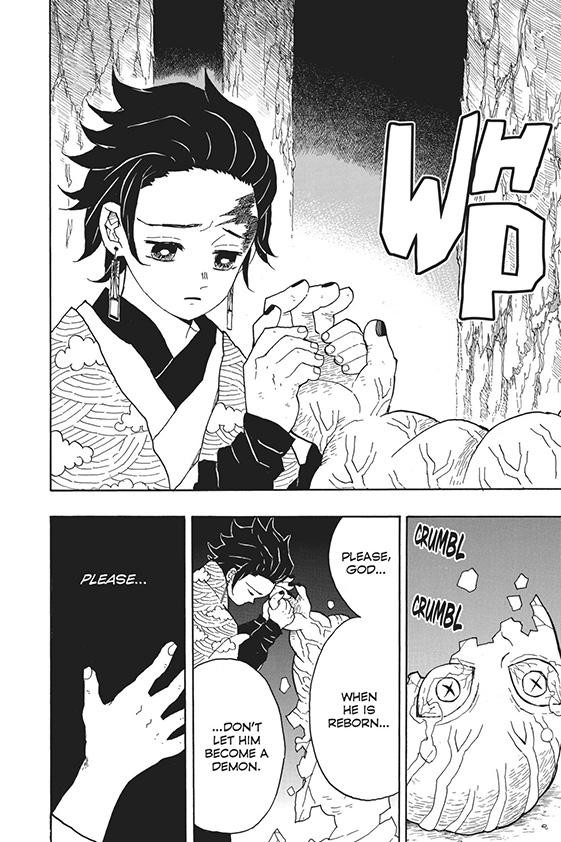 WHP
CRUMBL
CRUMBL
PLEASE,
GOD...
WHEN
HE IS
REBORN...
...DON'T
LET HIM
BECOME A
DEMON.
PLEASE...